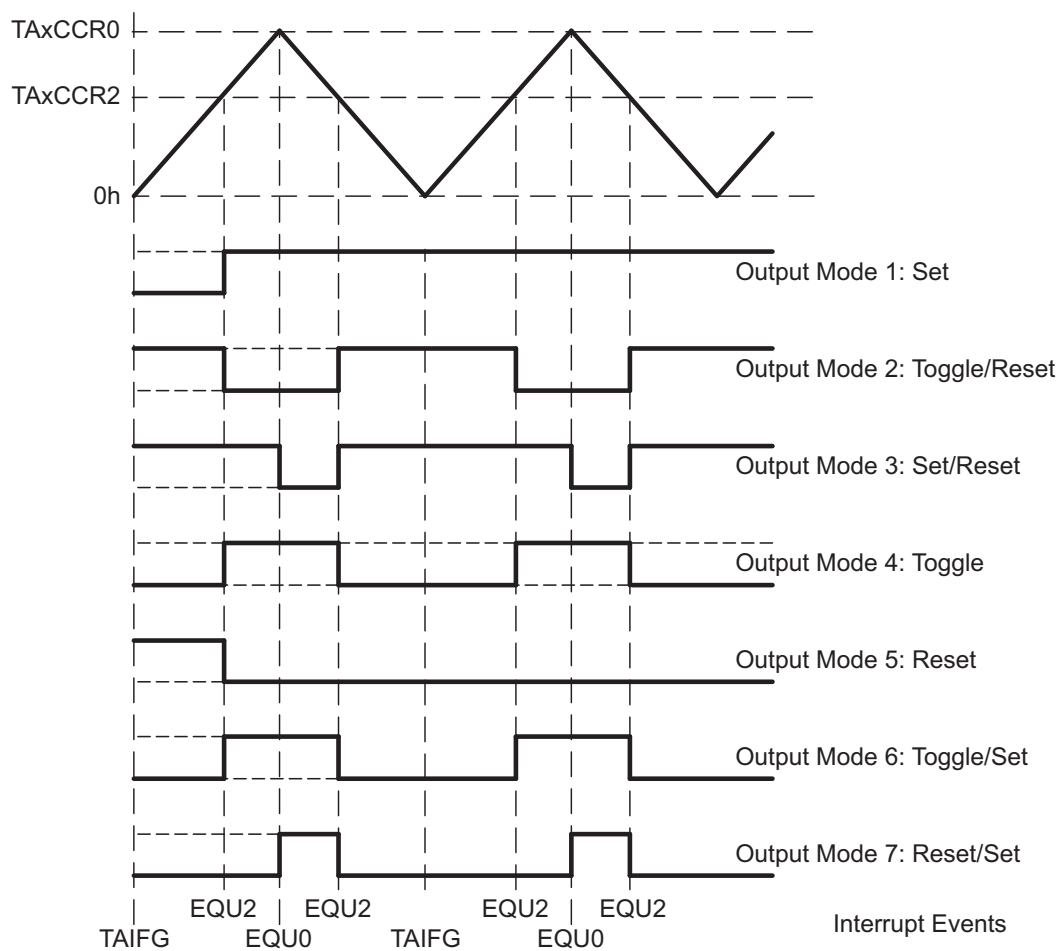 TAxCCR0
TAxCCR2
0h
Output Mode 1: Set
Output Mode 2: Toggle/Reset
Output Mode 3: Set/Reset
Output Mode 4: Toggle
Output Mode 5: Reset
Output Mode 6: Toggle/Set
Output Mode 7: Reset/Set
EQU2 EQU2 EQU2 EQU2
TAIFG EQU0 TAIFG EQU0 Interrupt Events